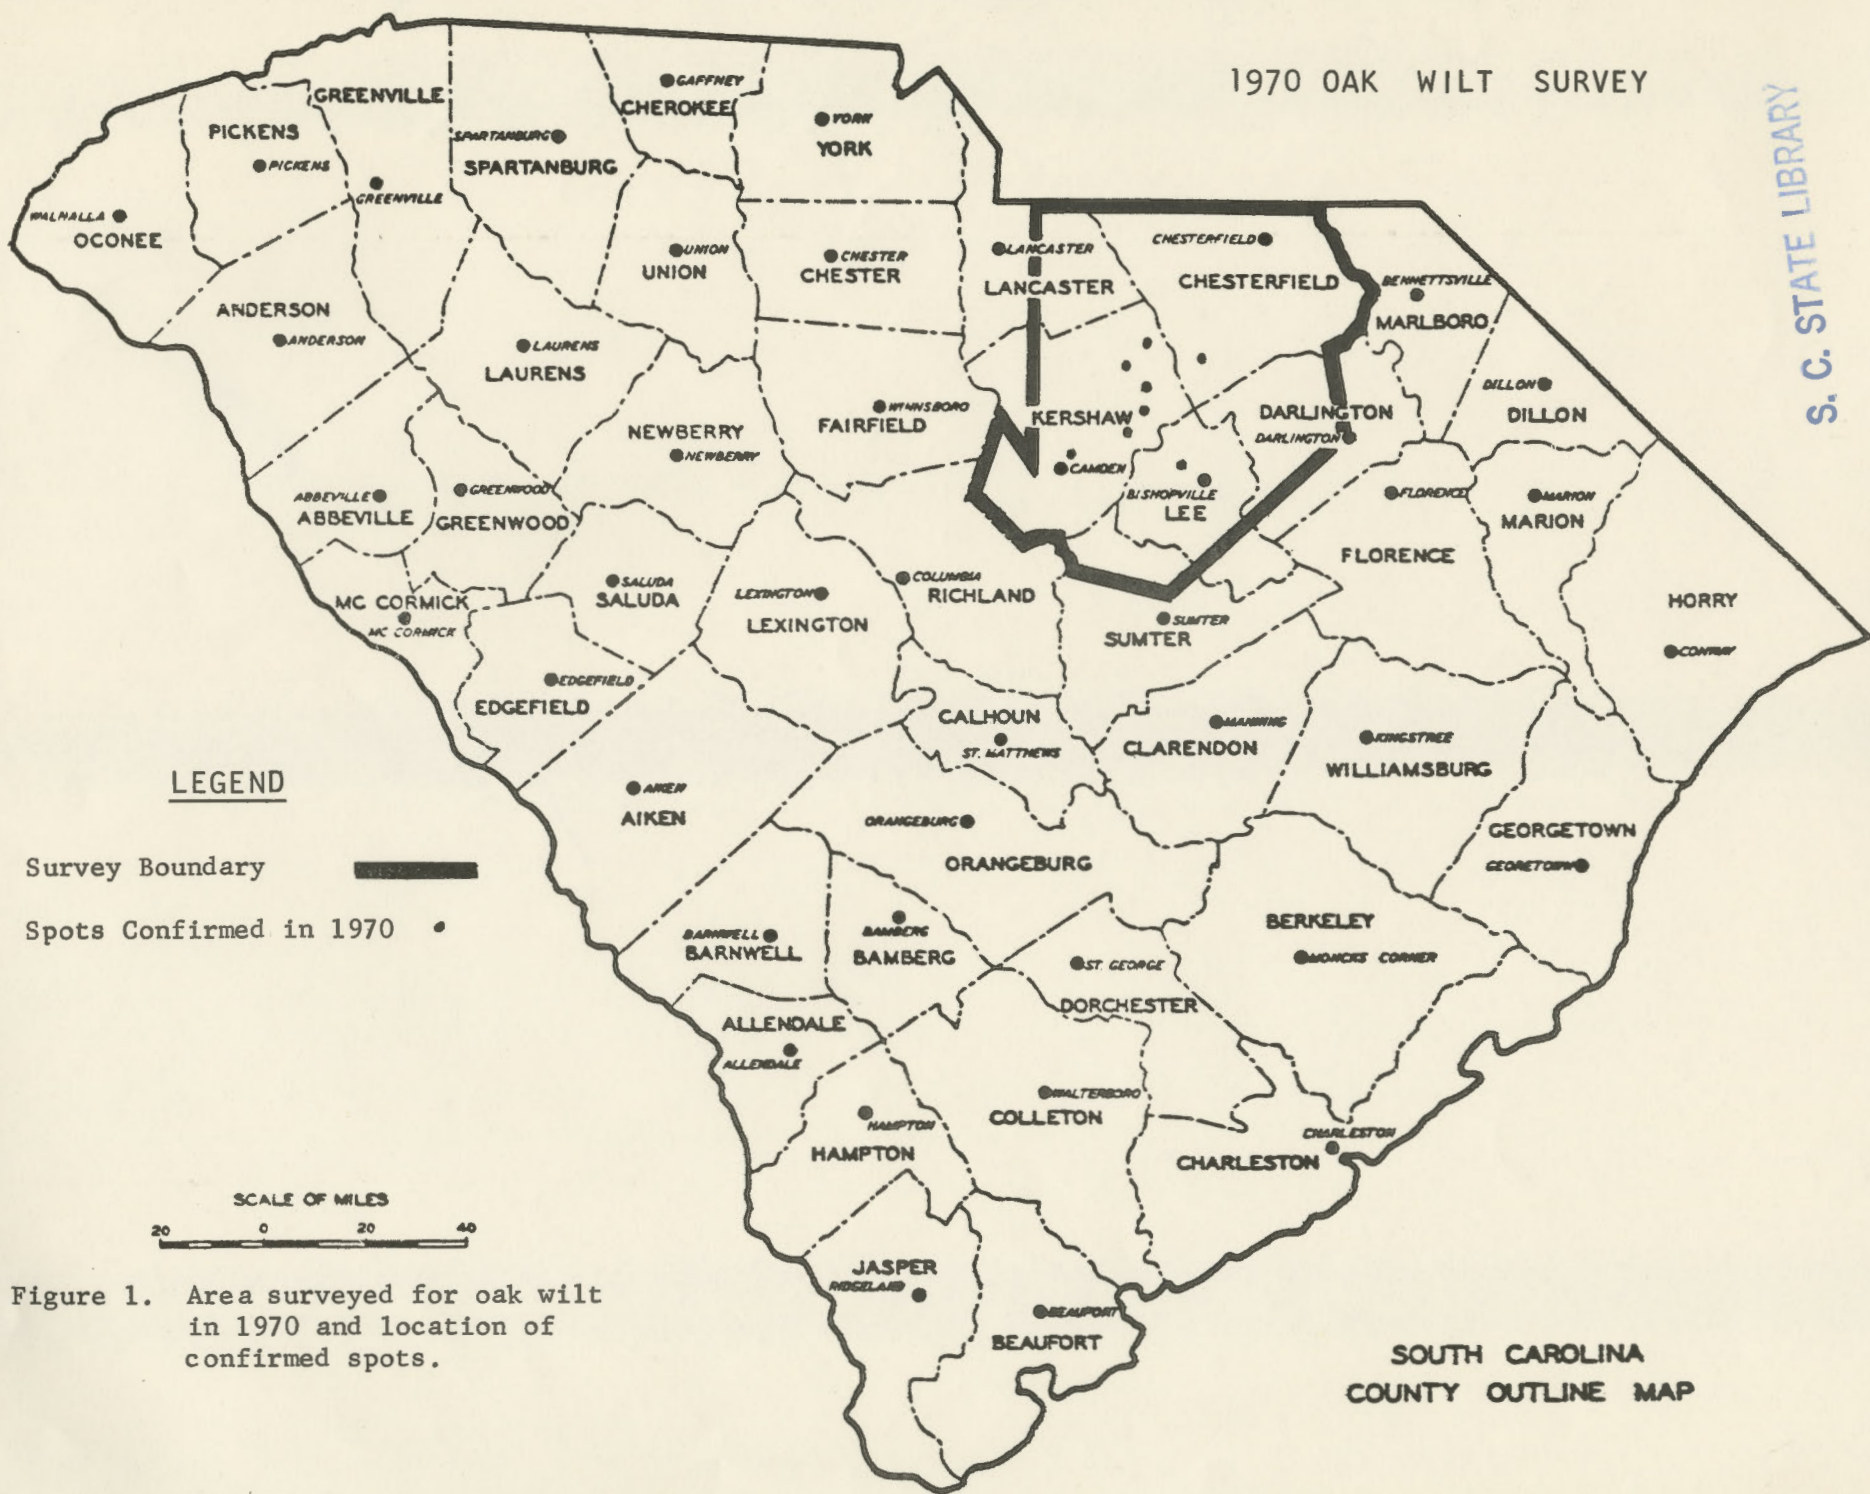 1970 OAK WILT SURVEY
S. C. STATE LIBRARY
GAFFNEY
CHEROKEE
GREENVILLE
PICKENS
PICKENS
GREENVILLE
SPARTANBURG
SPARTANBURG
YORK
YORK
WALHALLA
OCONEE
UNION
UNION
CHESTER
CHESTER
LANCASTER
LANCASTER
CHESTERFIELD
CHESTERFIELD
BENNETTSVILLE
MARLBORO
ANDERSON
ANDERSON
LAURENS
LAURENS
DILLON
DILLON
NEWBERRY
NEWBERRY
WINNSBORO
FAIRFIELD
KERSHAW
CAMDEN
DARLINGTON
DARLINGTON
BISHOPVILLE
LEE
ABBEVILLE
ABBEVILLE
GREENWOOD
GREENWOOD
FLORENCE
FLORENCE
MARION
MARION
MC CORMICK
MC CORMICK
SALUDA
SALUDA
LEXINGTON
LEXINGTON
COLUMBIA
RICHLAND
SUMTER
SUMTER
HORRY
CONWAY
EDGEFIELD
EDGEFIELD
CALHOUN
ST. MATTHEWS
MANNING
CLARENDON
KINGSTREE
WILLIAMSBURG
LEGEND
Survey Boundary
Spots Confirmed in 1970
AIKEN
AIKEN
ORANGEBURG
ORANGEBURG
GEORGETOWN
GEORETOWN
BARNWELL
BARNWELL
BAMBERG
BAMBERG
BERKELEY
MONCKS CORNER
ST. GEORGE
DORCHESTER
ALLENDALE
ALLENDALE
WALTERBORO
COLLETON
HAMPTON
HAMPTON
CHARLESTON
CHARLESTON
SCALE OF MILES
20 0 20 40
JASPER
RIDGELAND
BEAUFORT
BEAUFORT
Figure 1. Area surveyed for oak wilt
in 1970 and location of
confirmed spots.
SOUTH CAROLINA
COUNTY OUTLINE MAP